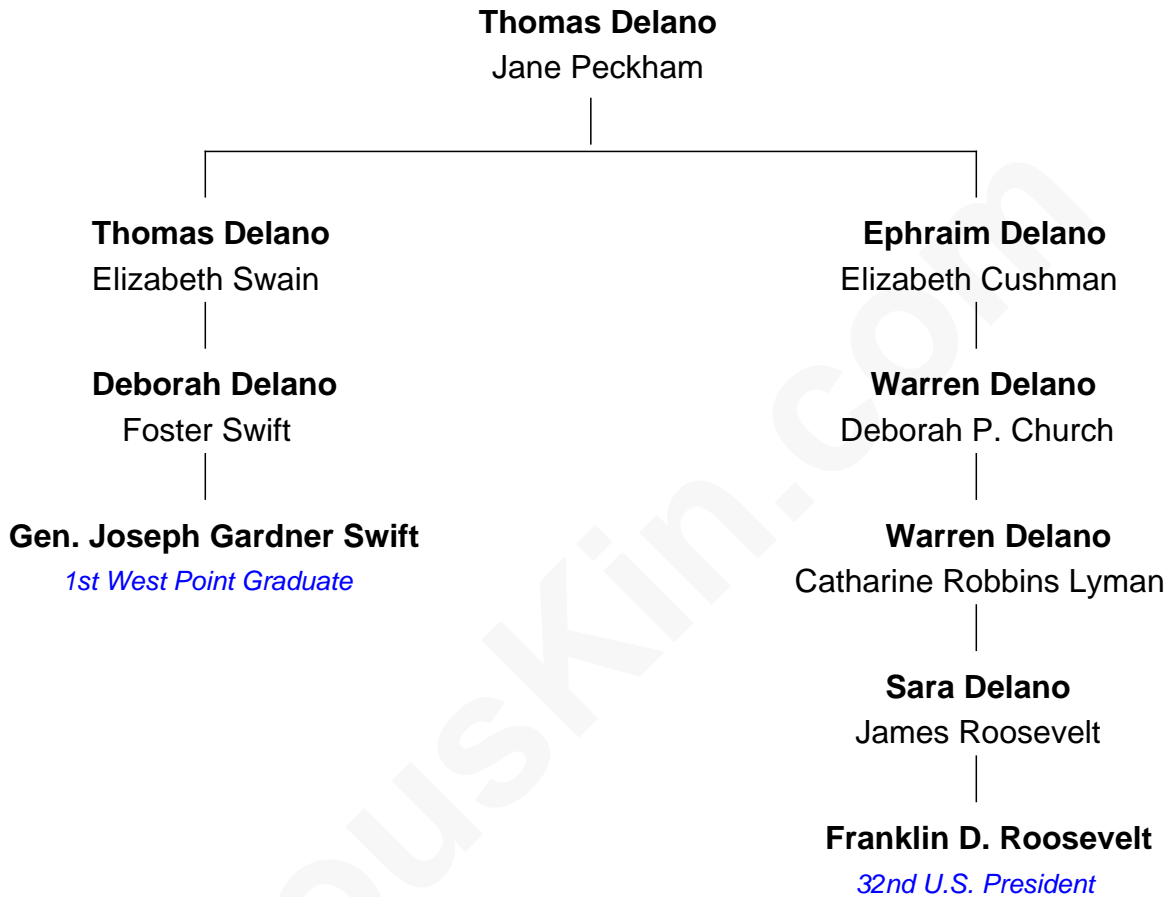 Thomas Delano
Jane Peckham
Thomas Delano
Elizabeth Swain
Ephraim Delano
Elizabeth Cushman
Deborah Delano
Foster Swift
Warren Delano
Deborah P. Church
Gen. Joseph Gardner Swift
1st West Point Graduate
Warren Delano
Catharine Robbins Lyman
Sara Delano
James Roosevelt
Franklin D. Roosevelt
32nd U.S. President
ousKin.com